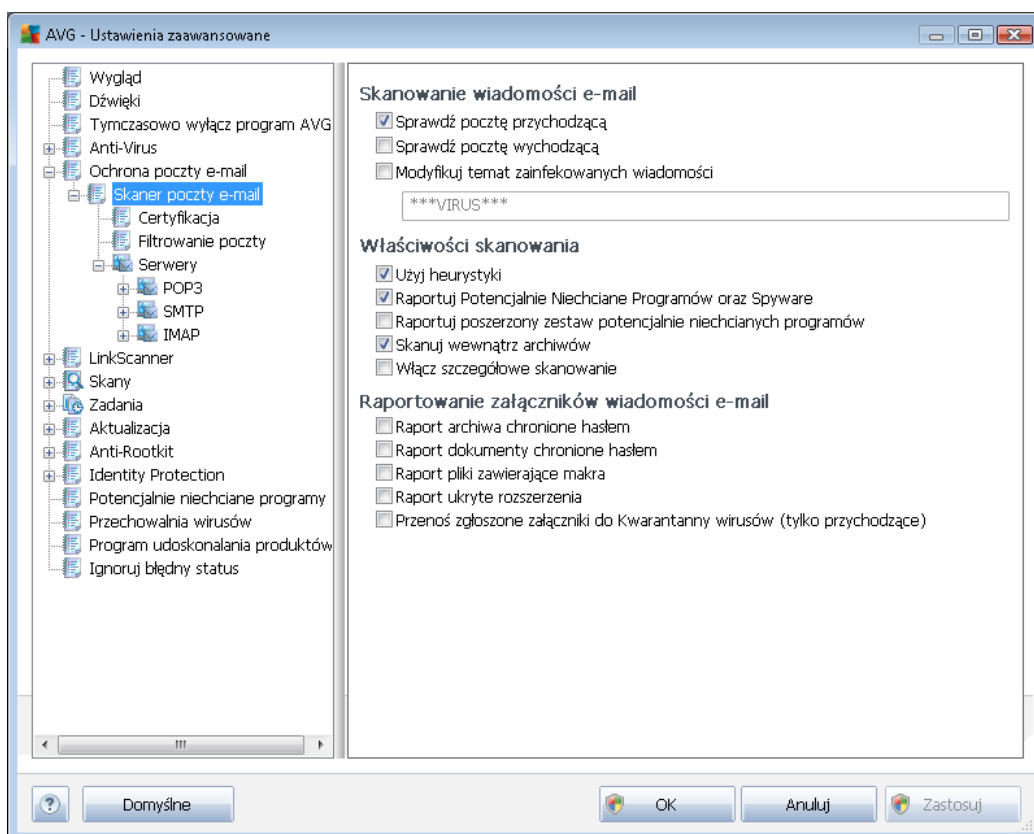 AVG - Ustawienia zaawansowane
Wygląd
Dźwięki
Tymczasowo wyłącz program AVG
Anti-Virus
Ochrona poczty e-mail
Skaner poczty e-mail
Certyfikacja
Filtrowanie poczty
Serwery
POP3
SMTP
IMAP
LinkScanner
Skany
Zadania
Aktualizacja
Anti-Rootkit
Identity Protection
Potencjalnie niechciane programy
Przechowalnia wirusów
Program udoskonalania produktów
Ignoruj błędny status
Skanowanie wiadomości e-mail
Sprawdź pocztę przychodzącą
Sprawdź pocztę wychodzącą
Modyfikuj temat zainfekowanych wiadomości
***VIRUS***
Właściwości skanowania
Użyj heurystyki
Raportuj Potencjalnie Niechciane Programów oraz Spyware
Raportuj poszerzony zestaw potencjalnie niechcianych programów
Skanuj wewnątrz archiwów
Włącz szczegółowe skanowanie
Raportowanie załączników wiadomości e-mail
Raport archiwa chronione hasłem
Raport dokumenty chronione hasłem
Raport pliki zawierające makra
Raport ukryte rozszerzenia
Przenoś zgłoszone załączniki do Kwarantanny wirusów (tylko przychodzące)
? Domyślne OK Anuluj Zastosuj